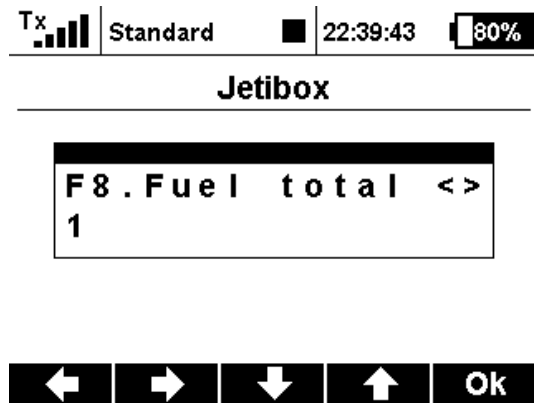 Tx Standard 22:39:43 80%
Jetibox
F8.Fuel total <>
1
Ok